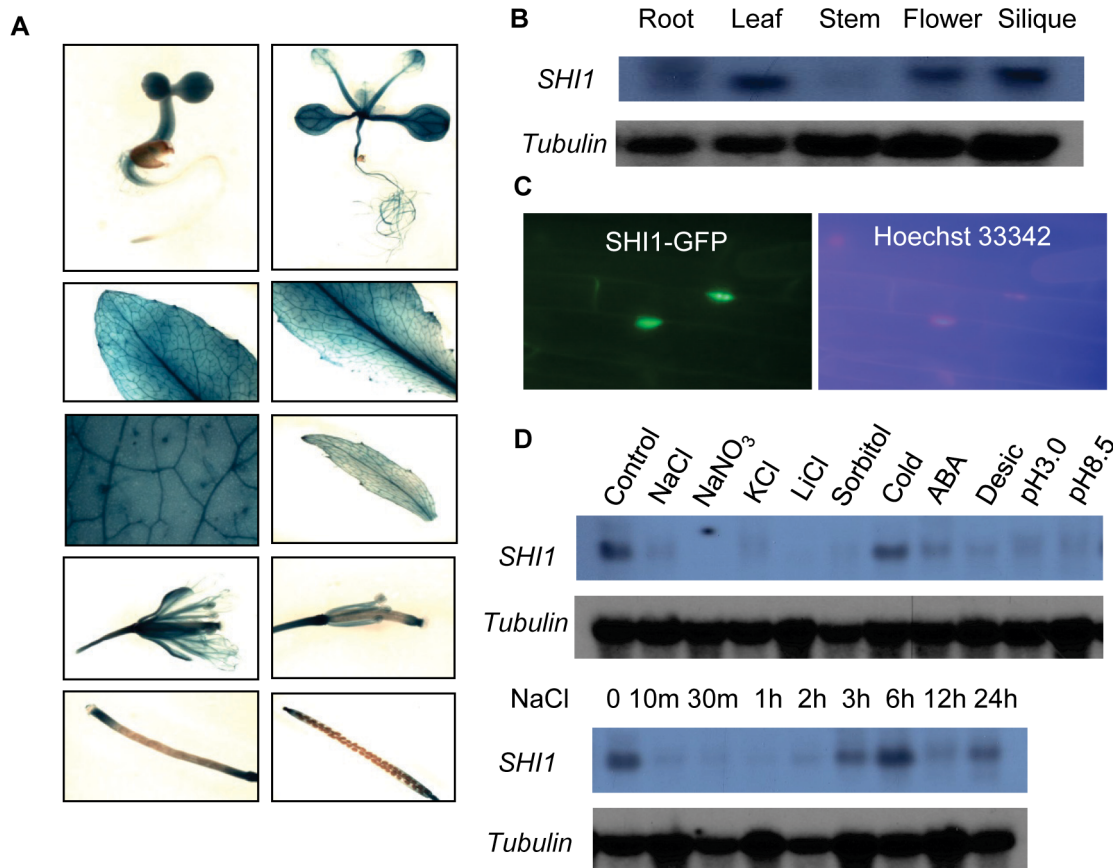 A
B
Root Leaf Stem Flower Silique
SHI1
Tubulin
C
SHI1-GFP
Hoechst 33342
D
Control NaCl NaNO₃ KCl LiCl Sorbitol Cold ABA Desic pH3.0 pH8.5
SHI1
Tubulin
NaCl 0 10m 30m 1h 2h 3h 6h 12h 24h
SHI1
Tubulin